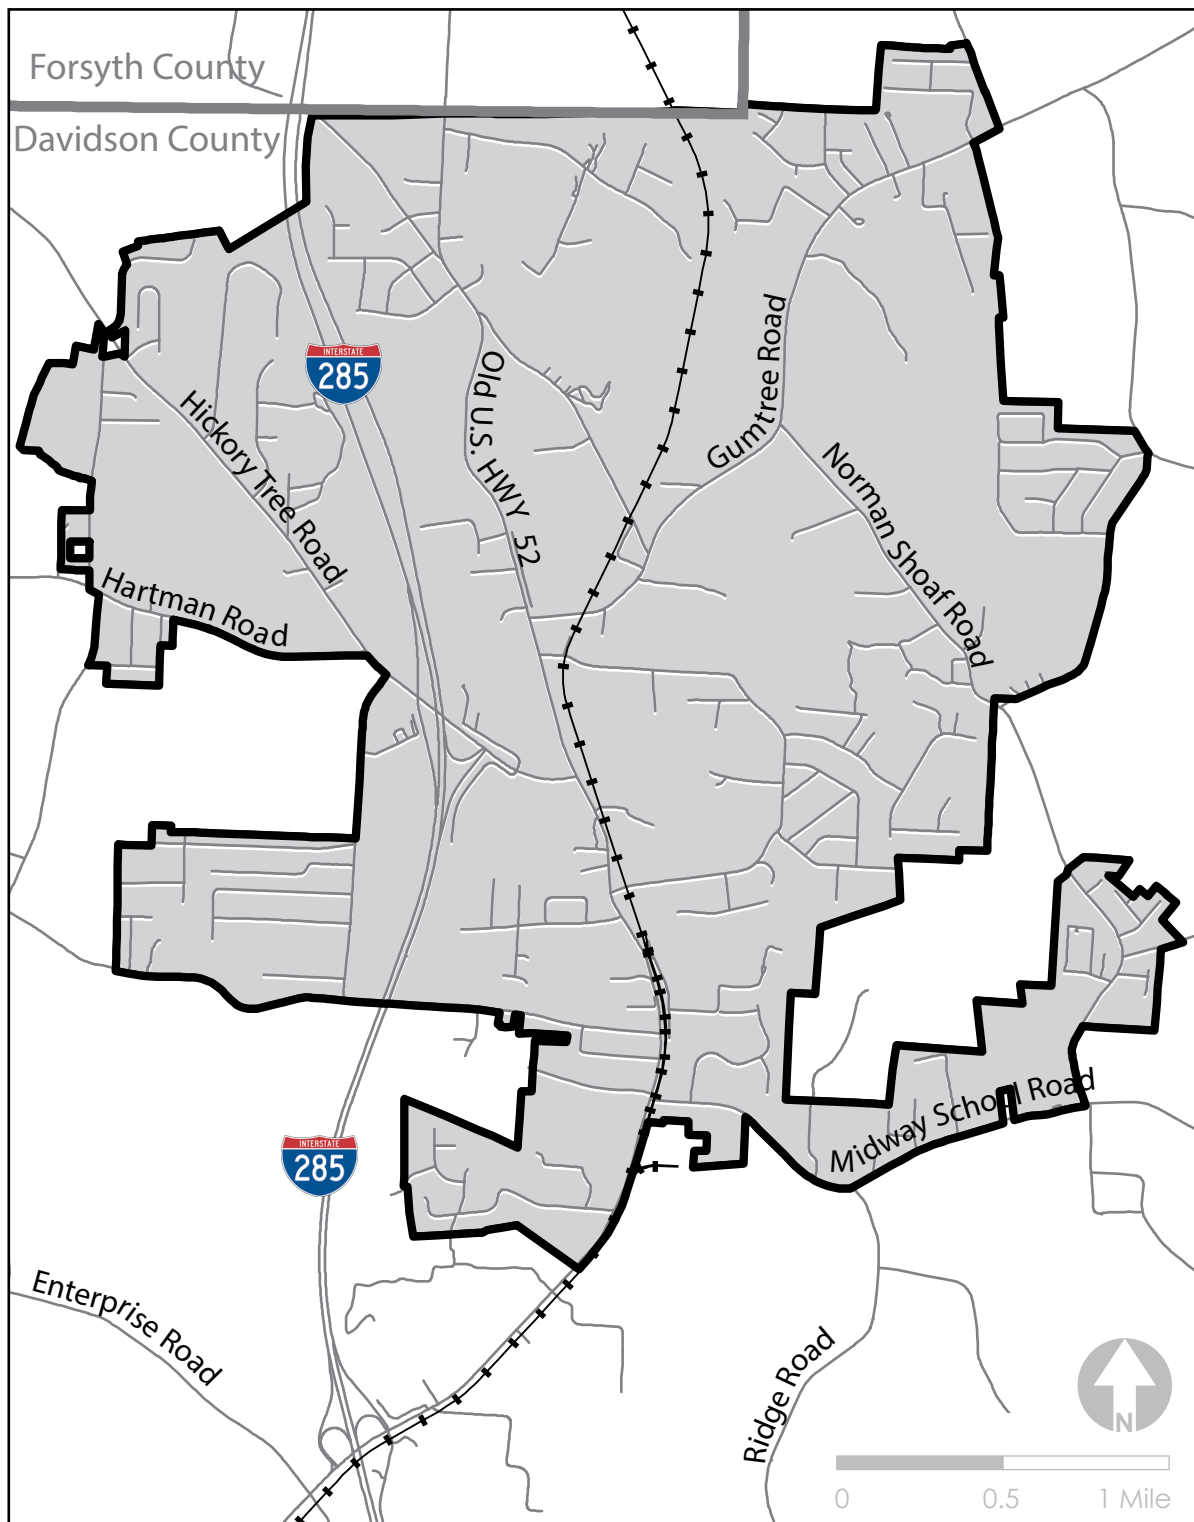 Forsyth County
Davidson County
INTERSTATE
285
Old U.S. HWY 52
Gumtree Road
Hickory Tree Road
Norman Shoaf Road
Hartman Road
Midway School Road
INTERSTATE
285
Enterprise Road
Ridge Road
N
0 0.5 1 Mile